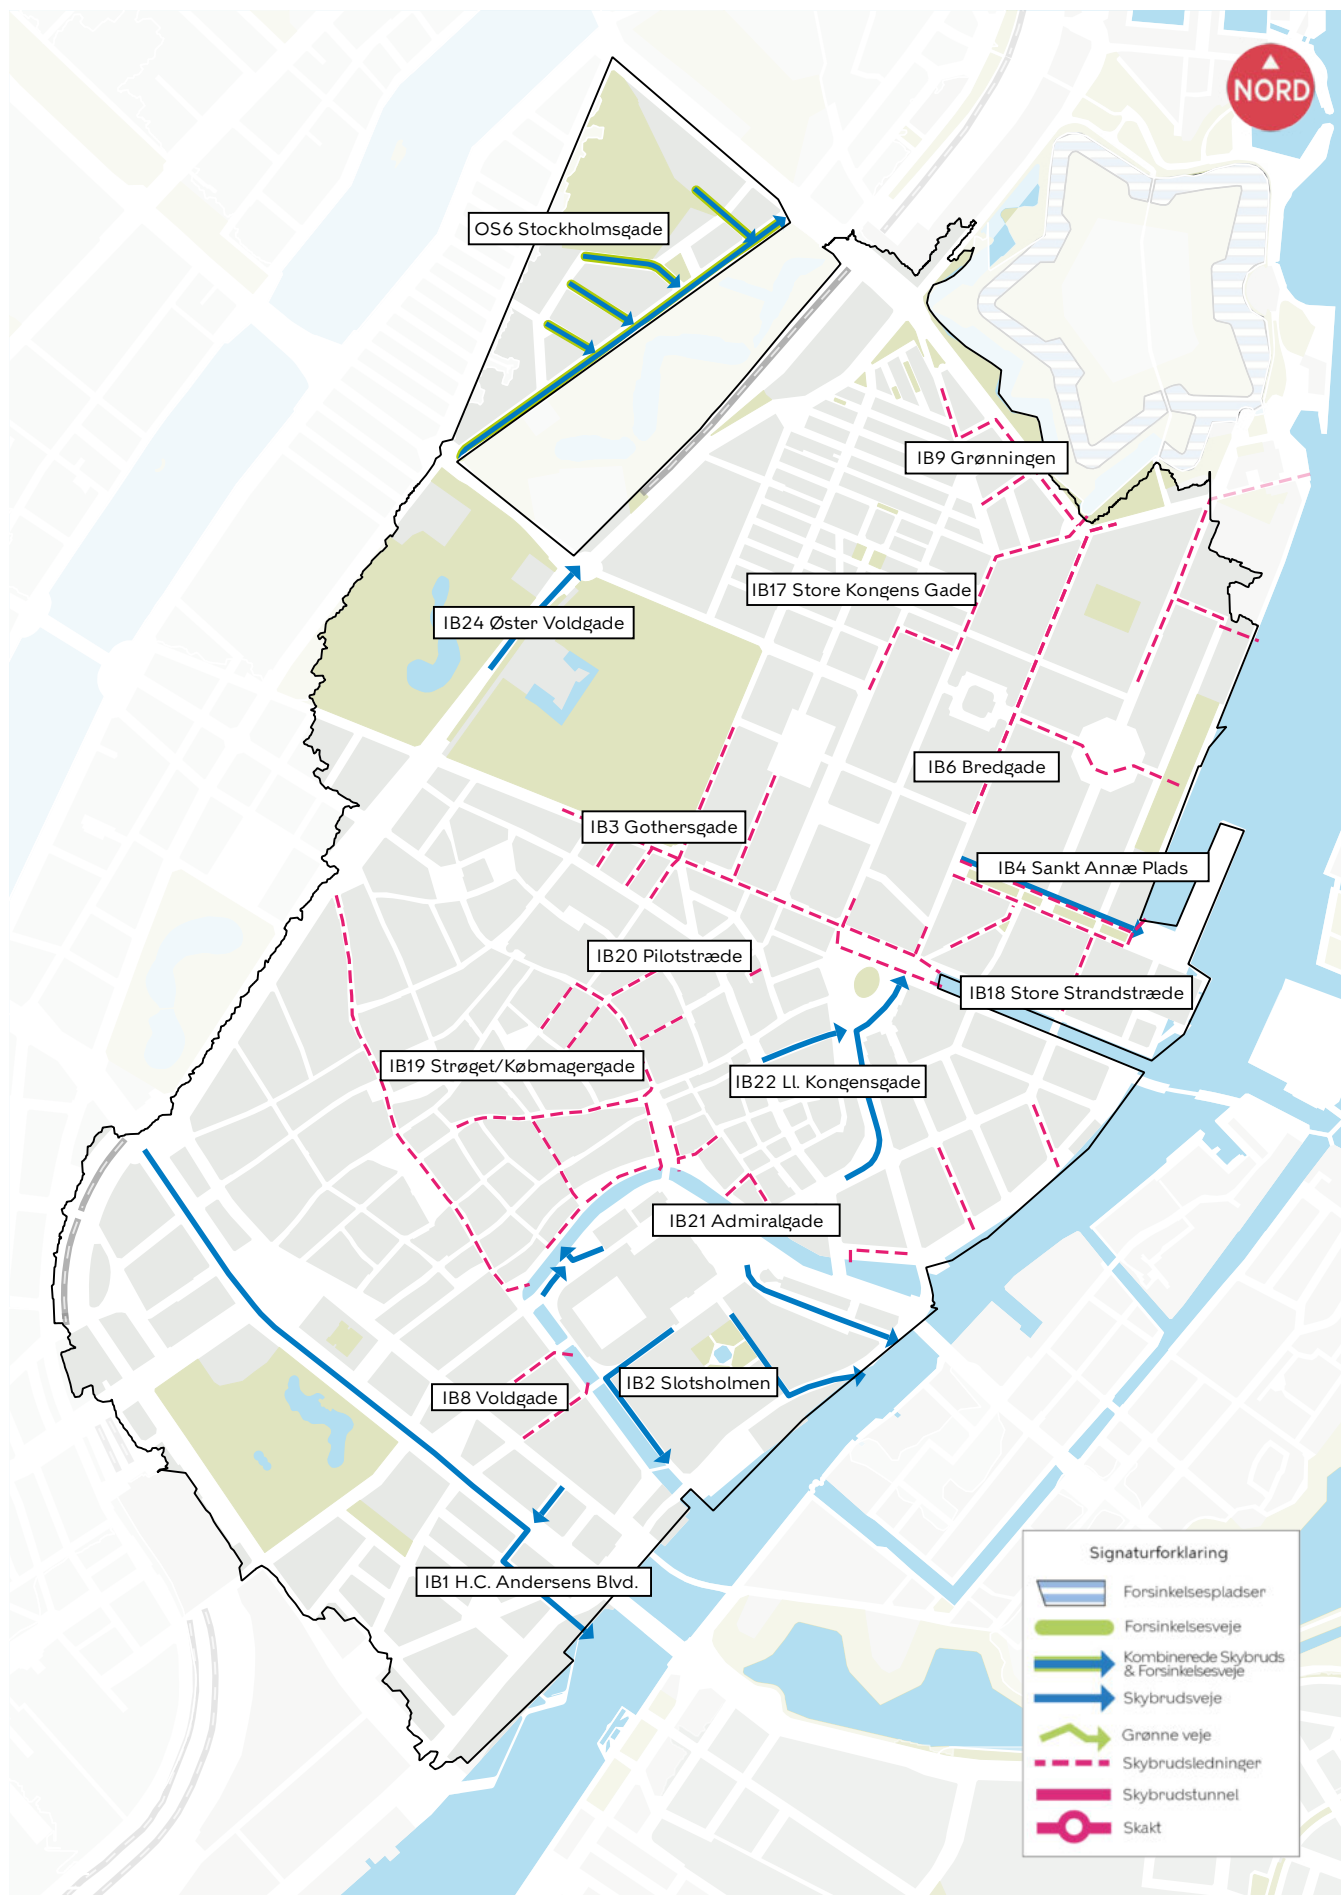 NORD
OS6 Stockholmsgade
IB9 Grønningen
IB17 Store Kongens Gade
IB24 Øster Voldgade
IB6 Bredgade
IB3 Gothersgade
IB4 Sankt Annæ Plads
IB20 Pilotstræde
IB18 Store Strandstræde
IB19 Strøget/Købmagergade
IB22 Ll. Kongensgade
IB21 Admiralgade
IB2 Slotsholmen
IB8 Voldgade
IB1 H.C. Andersens Blvd.
Signaturforklaring
Forsinkelsespladser
Forsinkelsesveje
Kombinerede Skybruds
& Forsinkelsesveje
Skybrudsveje
Grønne veje
Skybrudsledninger
Skybrudstunnel
Skakt